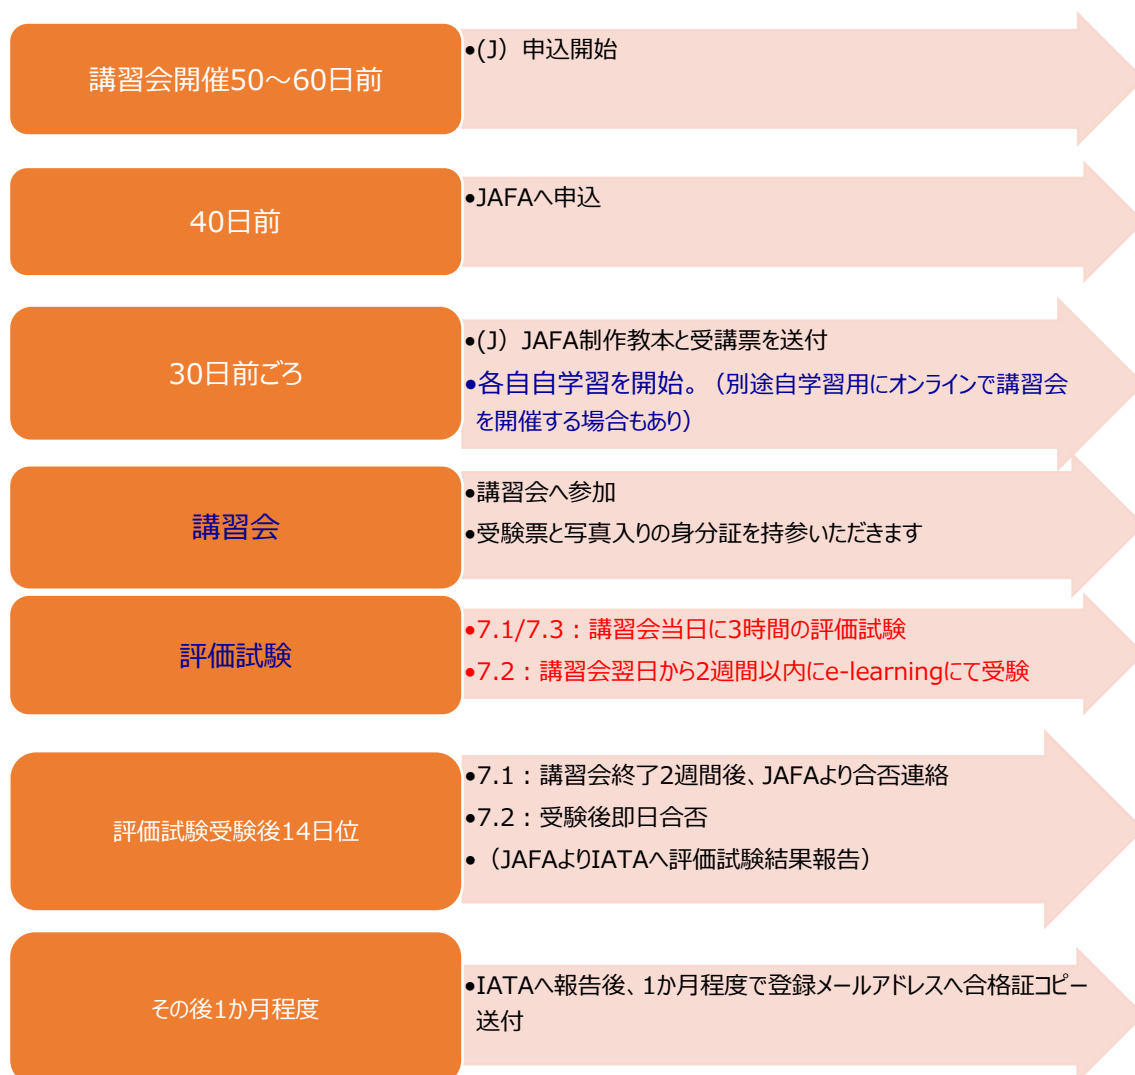 講習会開催50～60日前
•(J）申込開始
40日前
•JAFAへ申込
30日前ごろ
•(J）JAFA制作教本と受講票を送付
•各自自学習を開始。（別途自学習用にオンラインで講習会
を開催する場合もあり）
講習会
•講習会へ参加
•受験票と写真入りの身分証を持参いただきます
評価試験
•7.1/7.3：講習会当日に3時間の評価試験
•7.2：講習会翌日から2週間以内にe-learningにて受験
評価試験受験後14日位
•7.1：講習会終了2週間後、JAFAより合否連絡
•7.2：受験後即日合否
•（JAFAよりIATAへ評価試験結果報告）
その後1か月程度
•IATAへ報告後、1か月程度で登録メールアドレスへ合格証コピー
送付